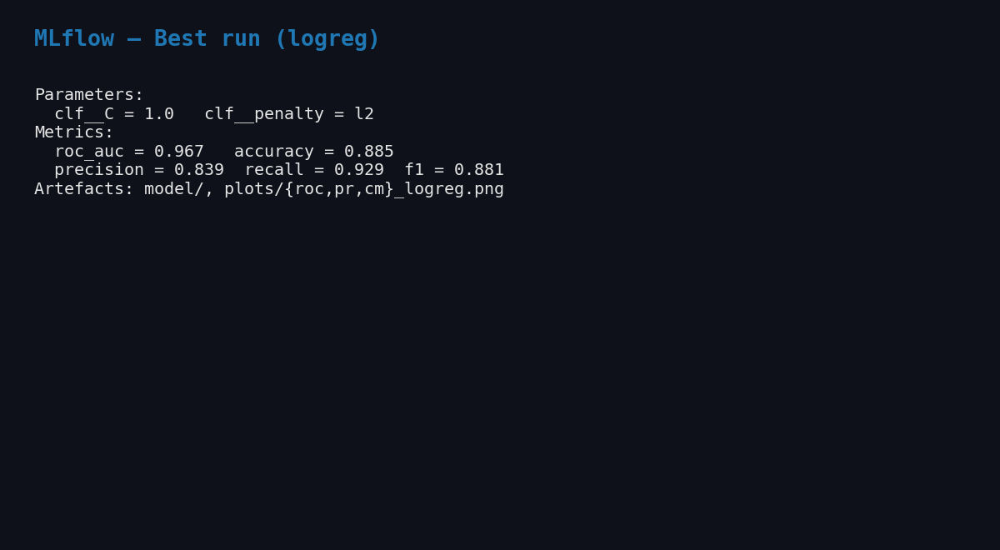 MLflow — Best run (logreg)
Parameters:
  clf__C = 1.0   clf__penalty = l2
Metrics:
  roc_auc = 0.967   accuracy = 0.885
  precision = 0.839  recall = 0.929  f1 = 0.881
Artefacts: model/, plots/{roc,pr,cm}_logreg.png